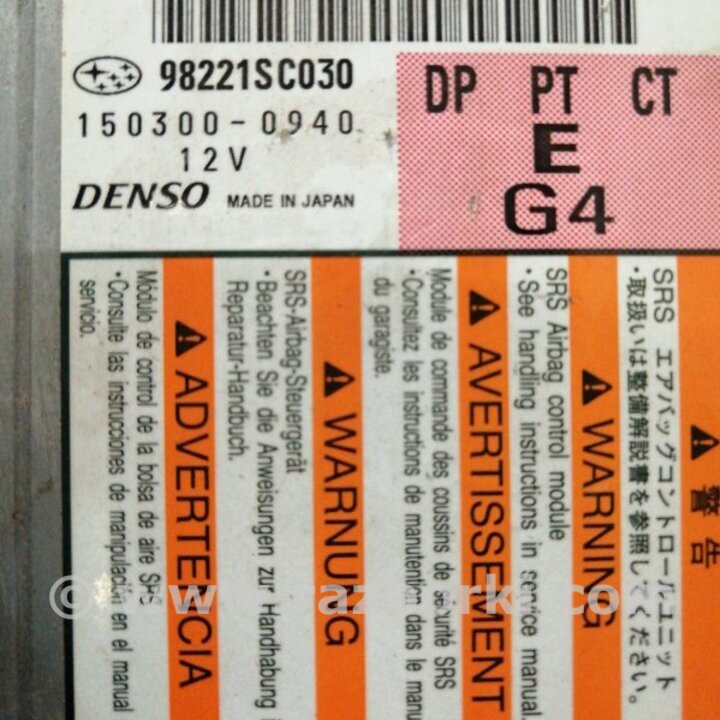 98221SC030
150300-0940
12V
DENSO MADE IN JAPAN
DP PT CT
E
G4
警告
SRS エアバッグコントロールユニット
・取扱いは整備解説書を参照してください。
WARNING
SRS Airbag control module
・See handling instructions in service manual.
AVERTISSEMENT
Module de commande des coussins de sécurité SRS
・Consultez les instructions de manutention dans le manuel
du garagiste.
WARNUG
SRS-Airbag-Steuergerät
・Beachten Sie die Anweisungen zur Handhabung i
Reparatur-Handbuch.
ADVERTECIA
Módulo de control de la bolsa de aire SRS
・Consulte las instrucciones de manipulación en el manual
servicio.